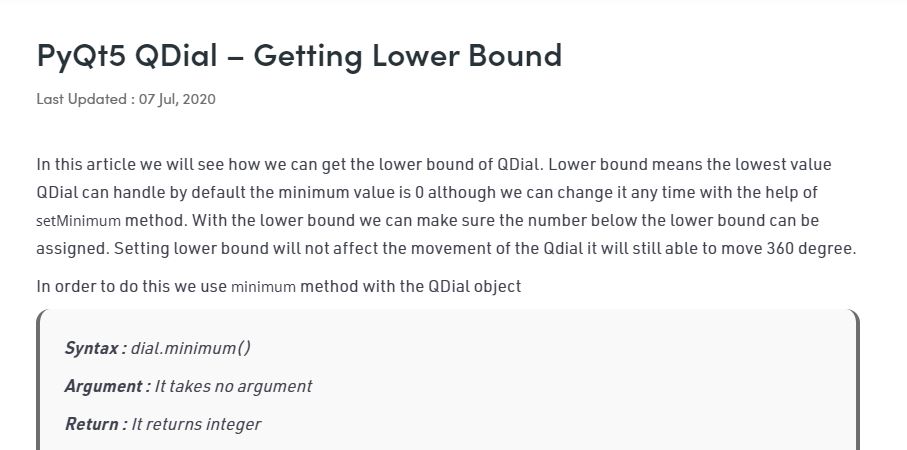 PyQt5 QDial – Getting Lower Bound
Last Updated : 07 Jul, 2020
In this article we will see how we can get the lower bound of QDial. Lower bound means the lowest value
QDial can handle by default the minimum value is 0 although we can change it any time with the help of
setMinimum method. With the lower bound we can make sure the number below the lower bound can be
assigned. Setting lower bound will not affect the movement of the Qdial it will still able to move 360 degree.
In order to do this we use minimum method with the QDial object
Syntax : dial.minimum()
Argument : It takes no argument
Return : It returns integer